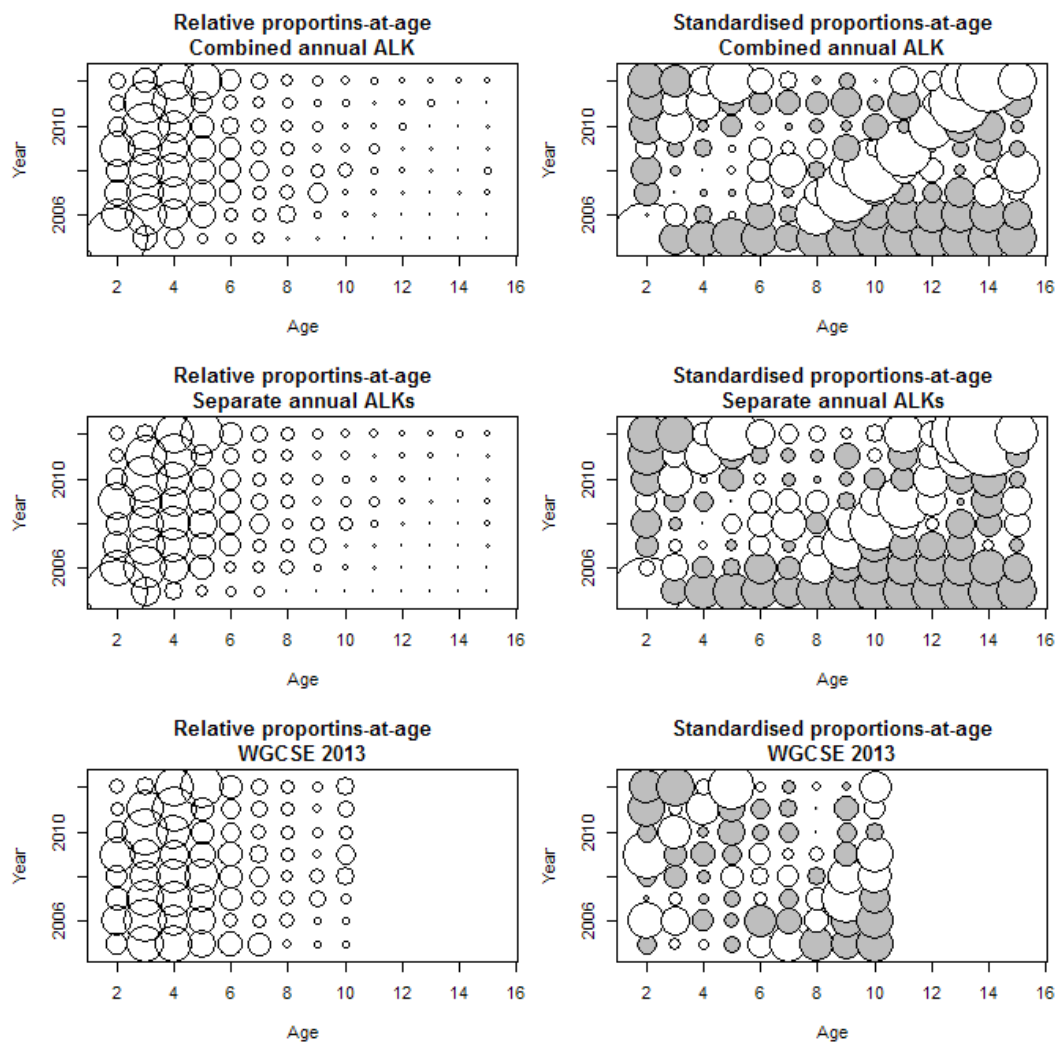 Relative proportins-at-age
Combined annual ALK
Year
2006
2010
2 4 6 8 10 12 14 16
Age
Standardised proportions-at-age
Combined annual ALK
Year
2006
2010
2 4 6 8 10 12 14 16
Age
Relative proportins-at-age
Separate annual ALKs
Year
2006
2010
2 4 6 8 10 12 14 16
Age
Standardised proportions-at-age
Separate annual ALKs
Year
2006
2010
2 4 6 8 10 12 14 16
Age
Relative proportins-at-age
WGCSE 2013
Year
2006
2010
2 4 6 8 10 12 14 16
Age
Standardised proportions-at-age
WGCSE 2013
Year
2006
2010
2 4 6 8 10 12 14 16
Age